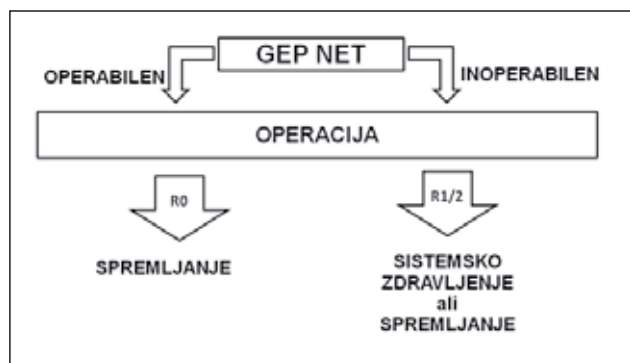 GEP NET
OPERABILEN
INOPERABILEN
OPERACIJA
R0
R1/2
SPREMLJANJE
SISTEMSKO
ZDRAVLJENJE
ali
SPREMLJANJE